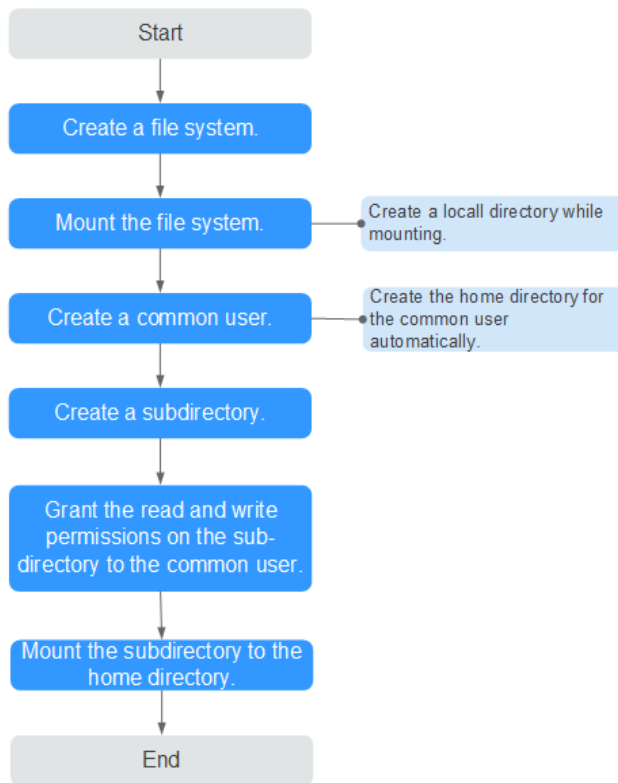 Start
Create a file system.
Mount the file system.
Create a locall directory while
mounting.
Create a common user.
Create the home directory for
the common user
automatically.
Create a subdirectory.
Grant the read and write
permissions on the sub-
directory to the common user.
Mount the subdirectory to the
home directory.
End